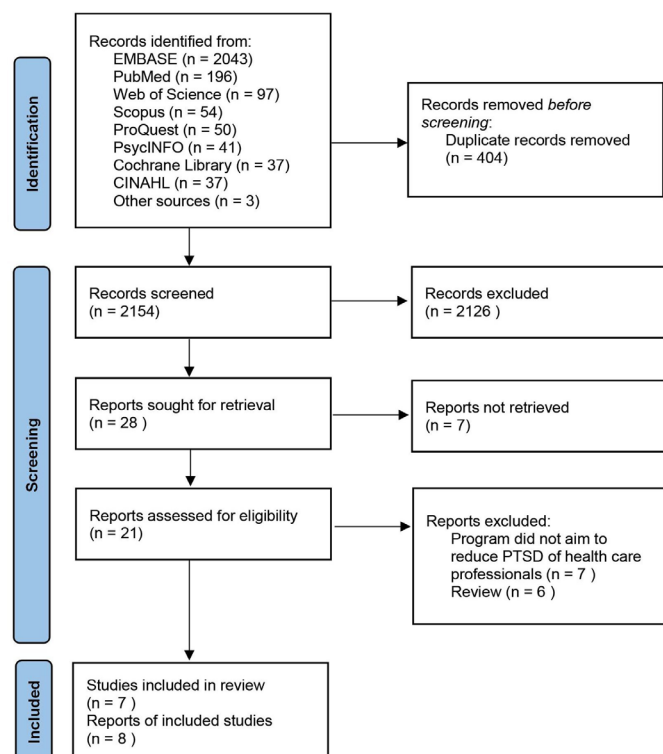 Identification
Records identified from:
EMBASE (n = 2043)
PubMed (n = 196)
Web of Science (n = 97)
Scopus (n = 54)
ProQuest (n = 50)
PsycINFO (n = 41)
Cochrane Library (n = 37)
CINAHL (n = 37)
Other sources (n = 3)
Records removed before
screening:
Duplicate records removed
(n = 404)
Screening
Records screened
(n = 2154)
Records excluded
(n = 2126 )
Reports sought for retrieval
(n = 28 )
Reports not retrieved
(n = 7)
Reports assessed for eligibility
(n = 21)
Reports excluded:
Program did not aim to
reduce PTSD of health care
professionals (n = 7 )
Review (n = 6 )
Included
Studies included in review
(n = 7 )
Reports of included studies
(n = 8 )